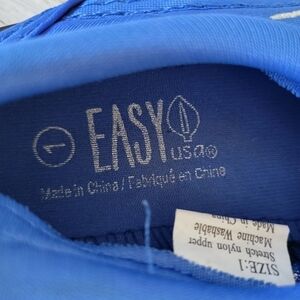 1
EASY
usa®
Made in China / Fabriqué en Chine
SIZE:1
Stretch nylon upper
Machine Washable
Made in China